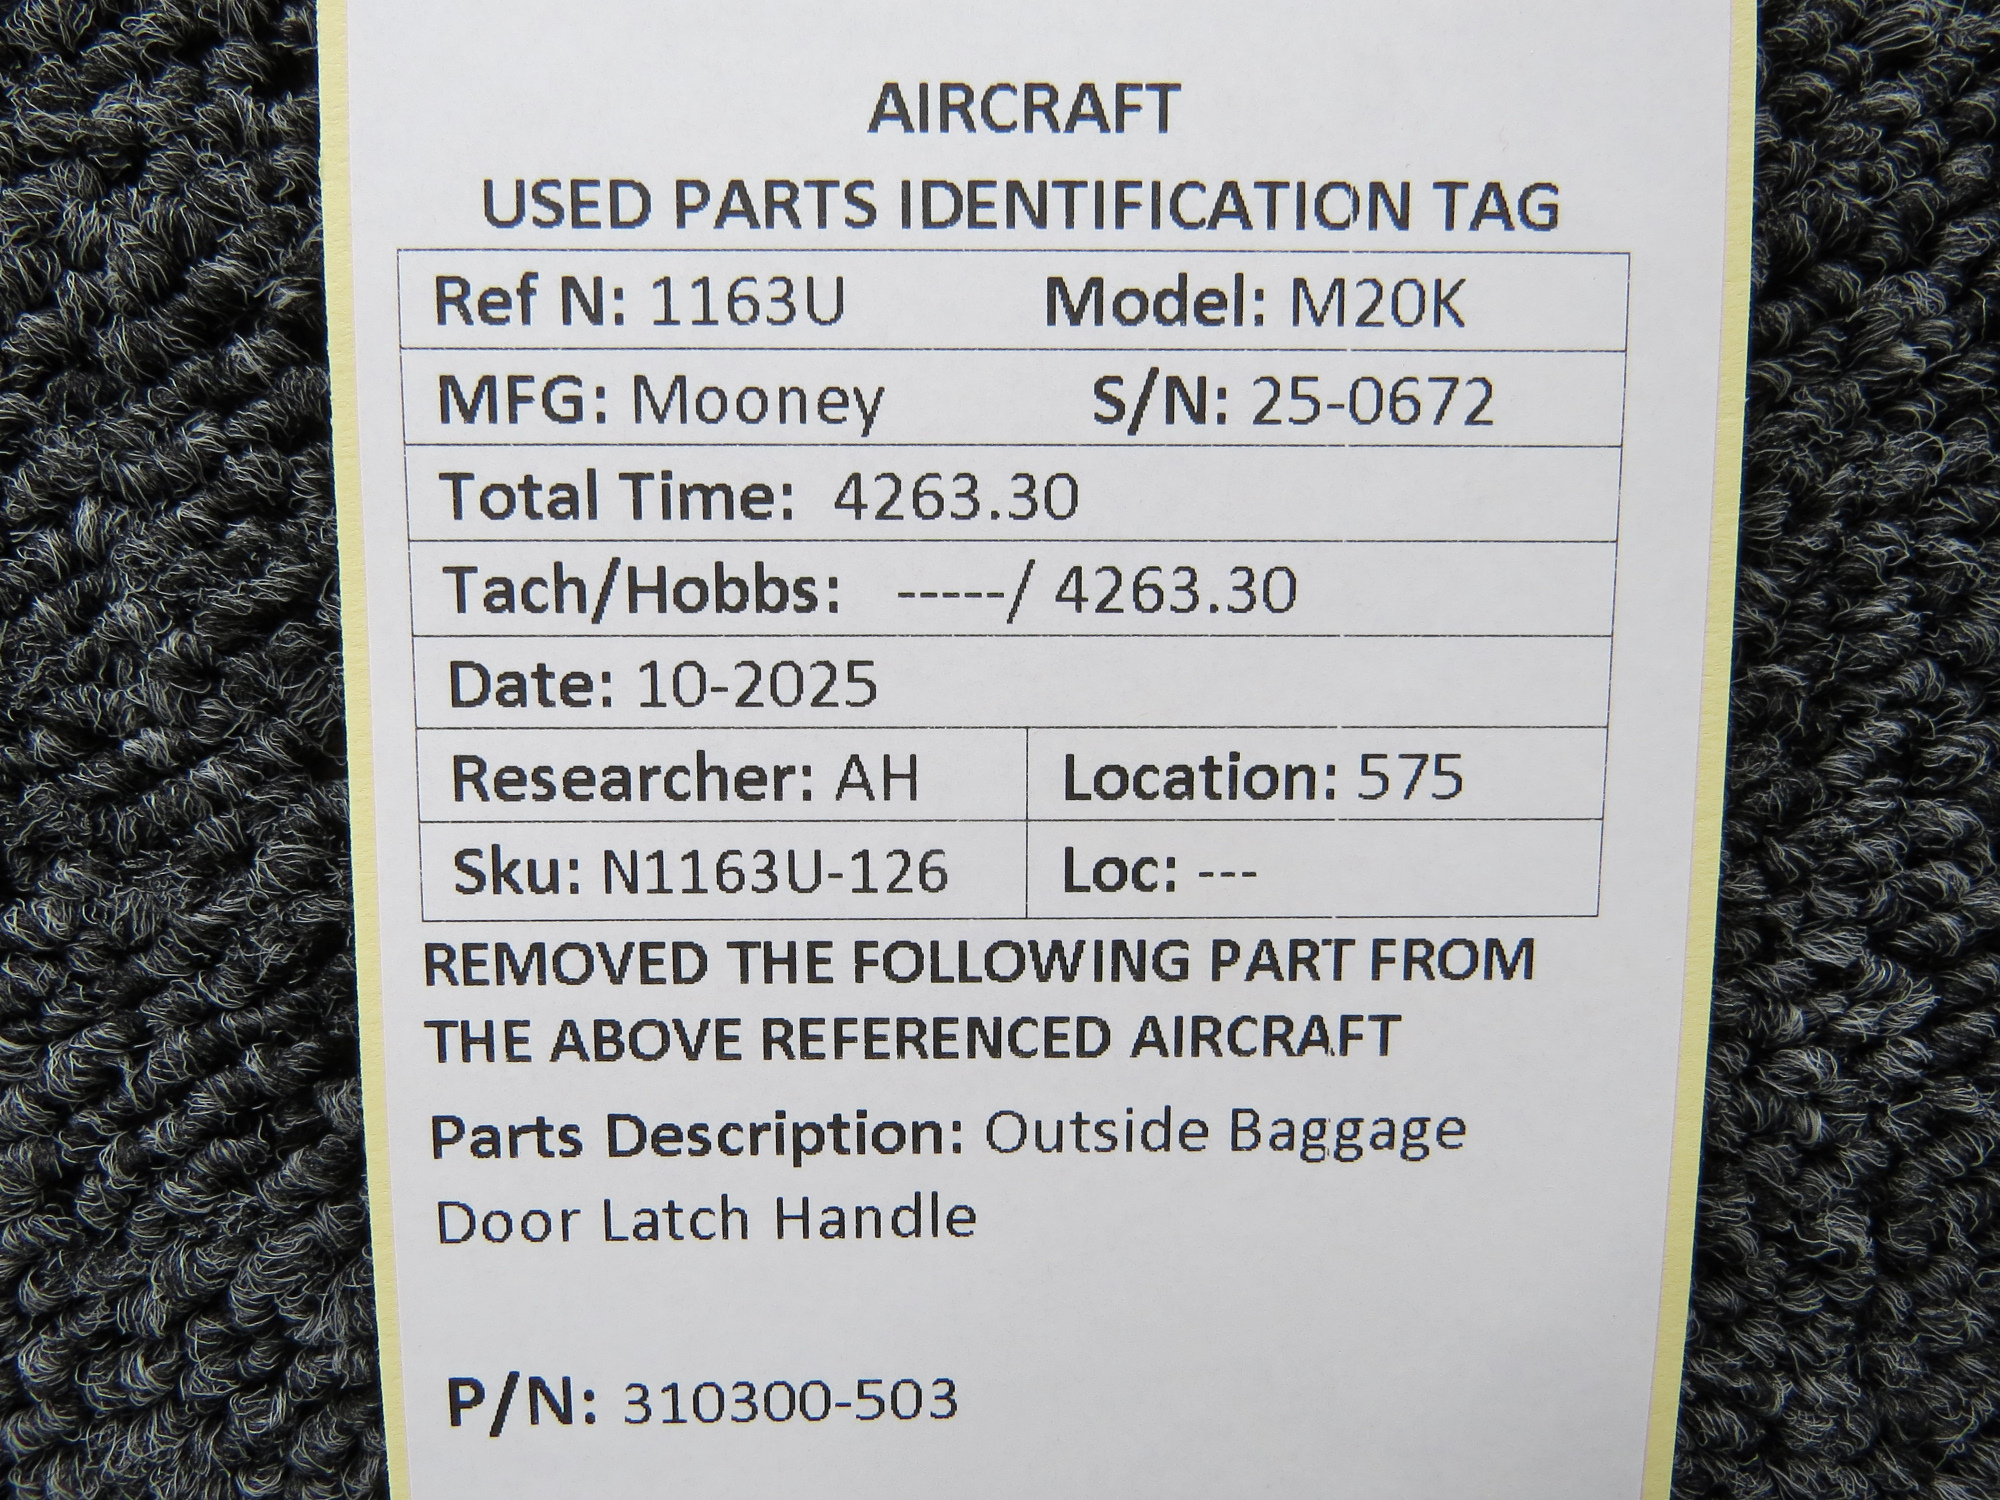 AIRCRAFT
USED PARTS IDENTIFICATION TAG
Ref N: 1163U Model: M20K
MFG: Mooney S/N: 25-0672
Total Time: 4263.30
Tach/Hobbs: -----/ 4263.30
Date: 10-2025
Researcher: AH Location: 575
Sku: N1163U-126 Loc: ---
REMOVED THE FOLLOWING PART FROM
THE ABOVE REFERENCED AIRCRAFT
Parts Description: Outside Baggage
Door Latch Handle
P/N: 310300-503